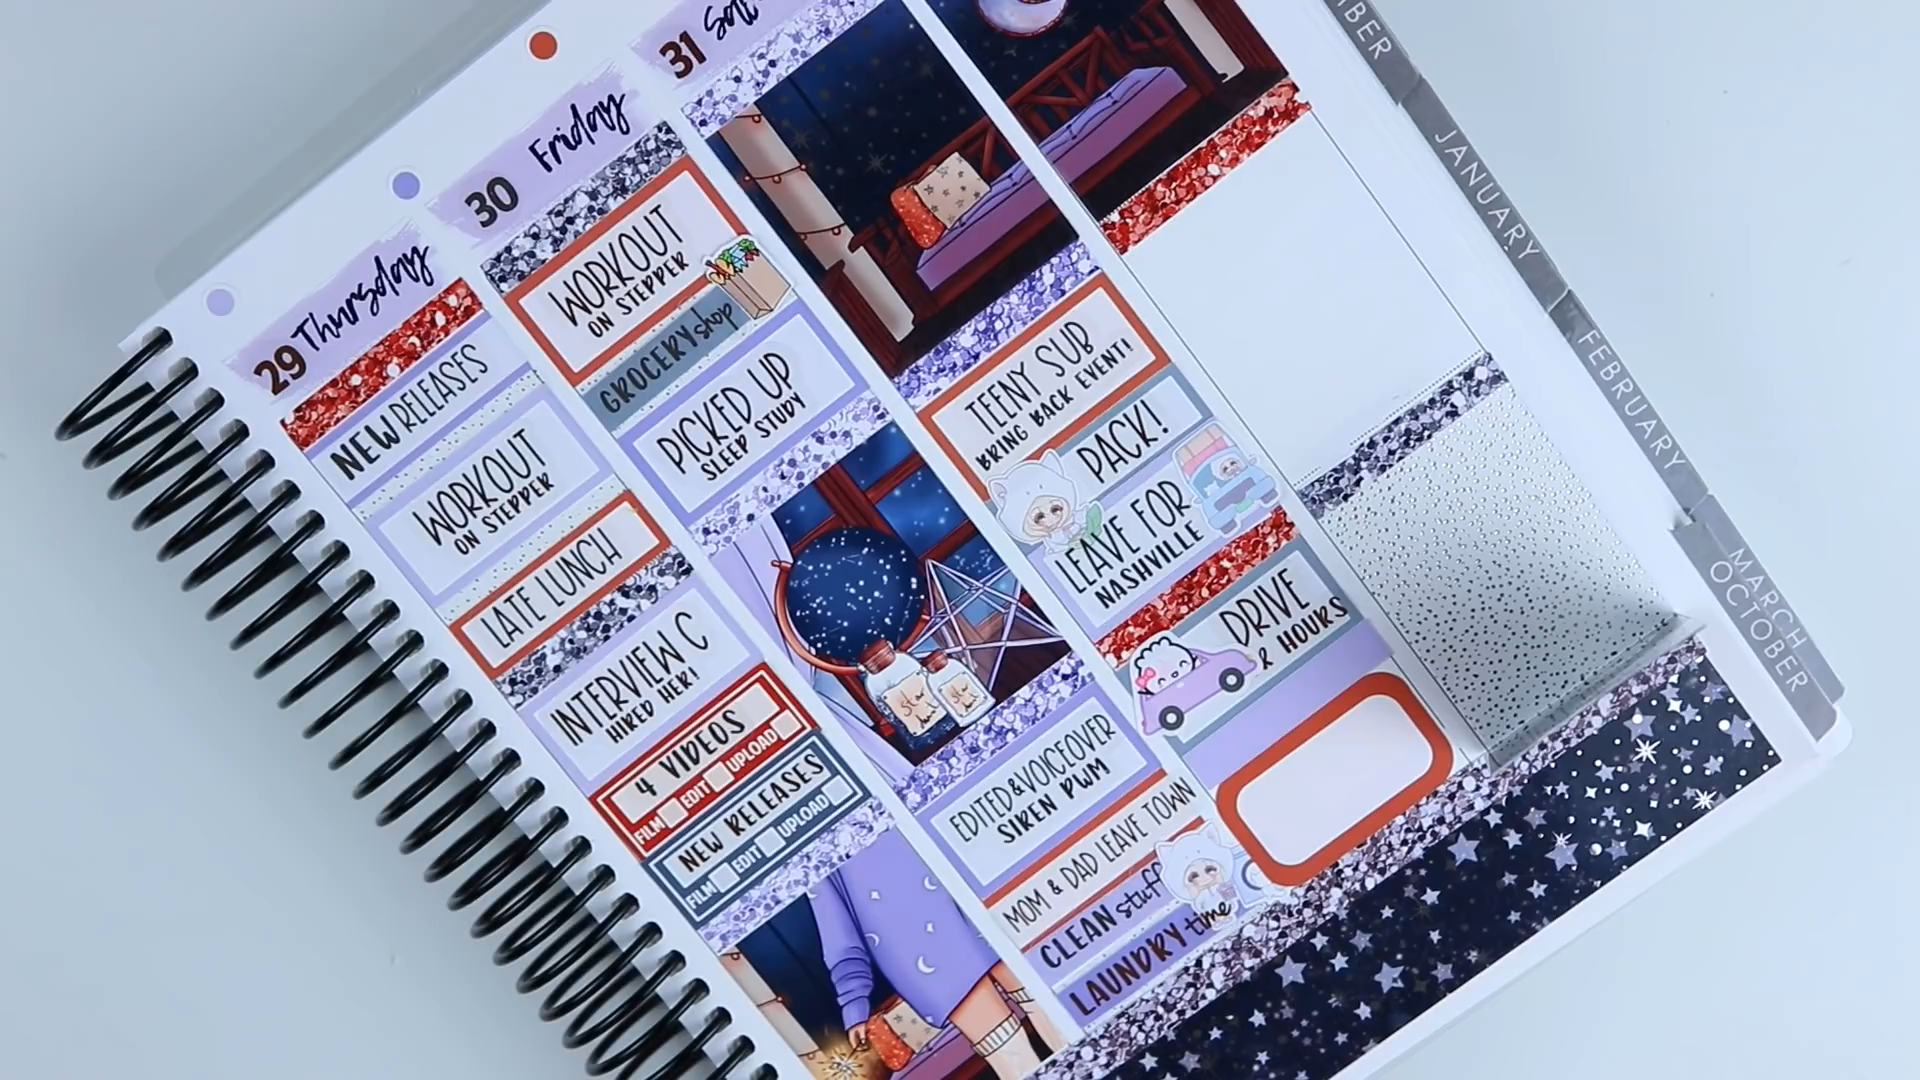 29 Thursday
NEW RELEASES
WORKOUT
ON STEPPER
LATE LUNCH
INTERVIEW C
HIRED HER!
4 VIDEOS
FILM EDIT UPLOAD
NEW RELEASES
FILM EDIT UPLOAD
30 Friday
WORKOUT
ON STEPPER
GROCERY shop
PICKED UP
SLEEP STUDY
EDITED & VOICEOVER
SIREN PWM
MOM & DAD LEAVE TOWN
CLEAN stuff
LAUNDRY time
31
TEENY SUB
BRING BACK EVENT!
PACK!
LEAVE FOR
NASHVILLE
DRIVE
HOURS
JANUARY
FEBRUARY
MARCH
OCTOBER